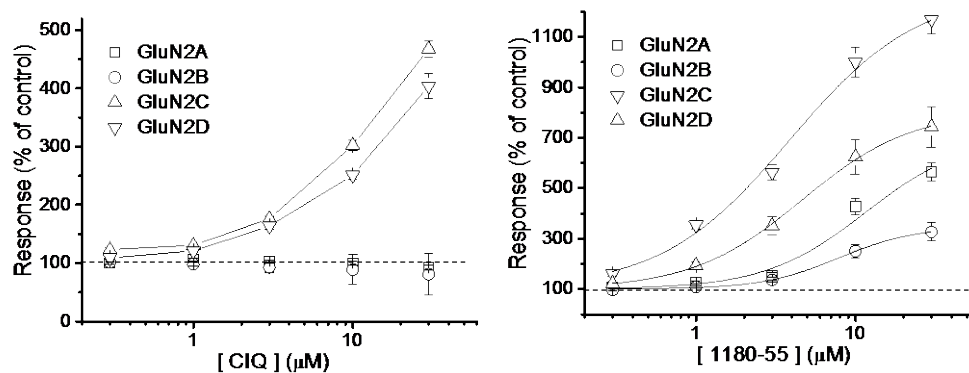 Response (% of control)
500
400
300
200
100
0
GluN2A
GluN2B
GluN2C
GluN2D
1
10
[ CIQ ] (μM)
Response (% of control)
1100
900
700
500
300
100
GluN2A
GluN2B
GluN2C
GluN2D
1
10
[ 1180-55 ] (μM)